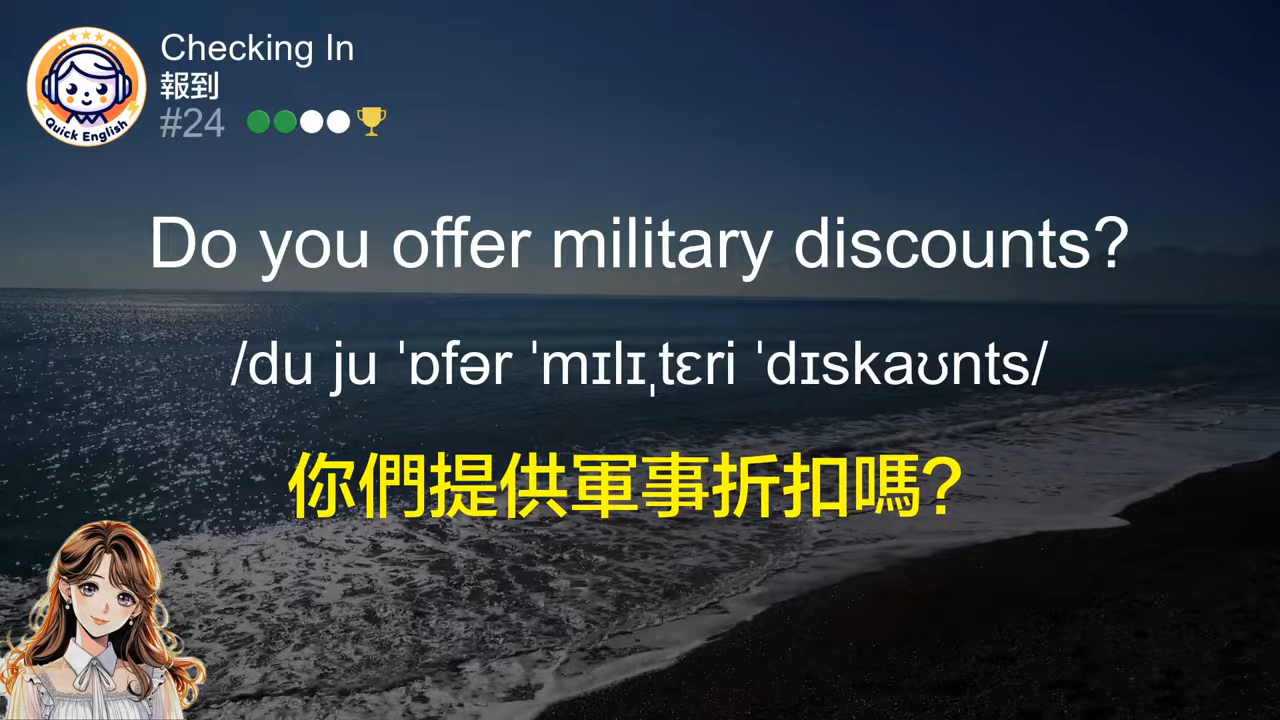 Checking In
報到
#24
Quick English
Do you offer military discounts?
/du ju ˈɒfər ˈmɪlɪˌtɛri ˈdɪskaʊnts/
你們提供軍事折扣嗎?